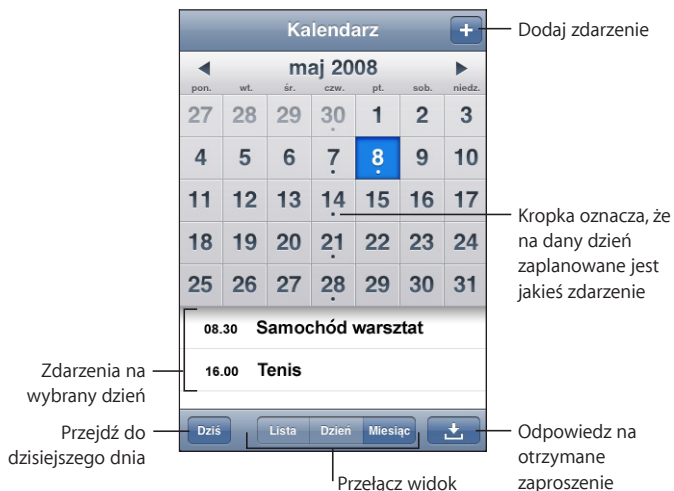 Kalendarz
Dodaj zdarzenie
maj 2008
pon. wt. śr. czw. pt. sob. niedz.
27 28 29 30 1 2 3
4 5 6 7 8 9 10
11 12 13 14 15 16 17
18 19 20 21 22 23 24
25 26 27 28 29 30 31
Kropka oznacza, że
na dany dzień
zaplanowane jest
jakieś zdarzenie
08.30 Samochód warsztat
16.00 Tenis
Zdarzenia na
wybrany dzień
Dziś Lista Dzień Miesiąc
Przejdź do
dzisiejszego dnia
Przełącz widok
Odpowiedz na
otrzymane
zaproszenie